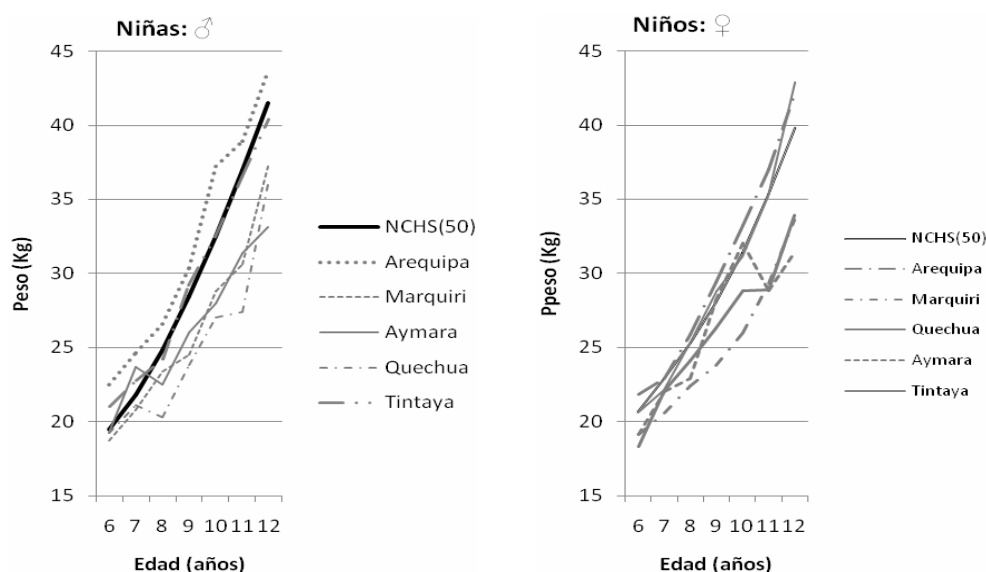 Niñas: ♂
Peso (Kg)
45
40
35
30
25
20
15
6 7 8 9 10 11 12
Edad (años)
NCHS(50)
Arequipa
Marquiri
Aymara
Quechua
Tintaya
Niños: ♀
Ppeso (Kg)
45
40
35
30
25
20
15
6 7 8 9 10 11 12
Edad (años)
NCHS(50)
Arequipa
Marquiri
Quechua
Aymara
Tintaya